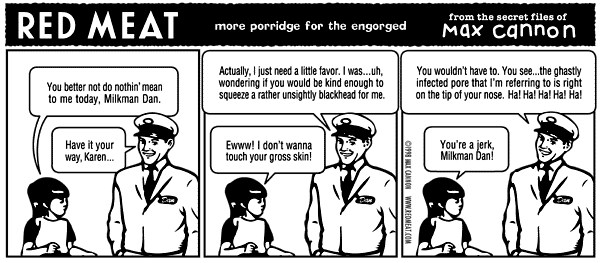 RED MEAT
more porridge for the engorged
from the secret files of
Max cannon
You better not do nothin' mean
to me today, Milkman Dan.
Have it your
way, Karen...
Dan
Actually, I just need a little favor. I was...uh,
wondering if you would be kind enough to
squeeze a rather unsightly blackhead for me.
Ewww! I don't wanna
touch your gross skin!
Dan
©1998 MAX CANNON WWW.REDMEAT.COM
You wouldn't have to. You see...the ghastly
infected pore that I'm referring to is right
on the tip of your nose. Ha! Ha! Ha! Ha! Ha!
You're a jerk,
Milkman Dan!
Dan